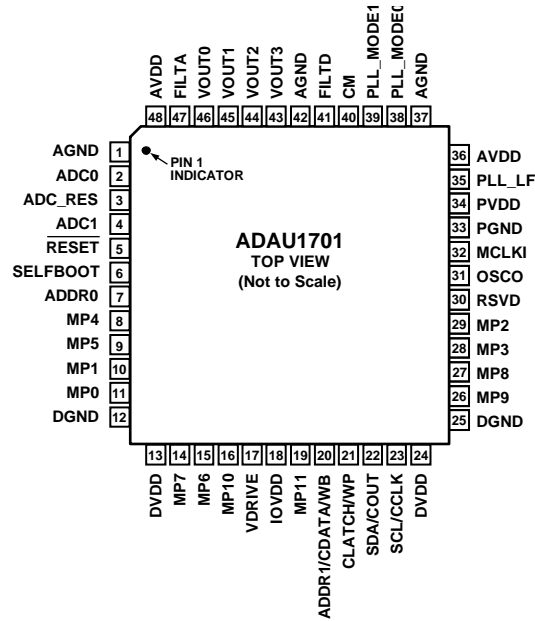 AVDD
FILTA
VOUT0
VOUT1
VOUT2
VOUT3
AGND
FILTD
CM
PLL_MODE1
PLL_MODE0
AGND
48
47
46
45
44
43
42
41
40
39
38
37
AGND 1
ADC0 2
ADC_RES 3
ADC1 4
RESET 5
SELFBOOT 6
ADDR0 7
MP4 8
MP5 9
MP1 10
MP0 11
DGND 12
PIN 1
INDICATOR
ADAU1701
TOP VIEW
(Not to Scale)
36 AVDD
35 PLL_LF
34 PVDD
33 PGND
32 MCLKI
31 OSCO
30 RSVD
29 MP2
28 MP3
27 MP8
26 MP9
25 DGND
13
14
15
16
17
18
19
20
21
22
23
24
DVDD
MP7
MP6
MP10
VDRIVE
IOVDD
MP11
ADDR1/CDATA/WB
CLATCH/WP
SDA/COUT
SCL/CCLK
DVDD